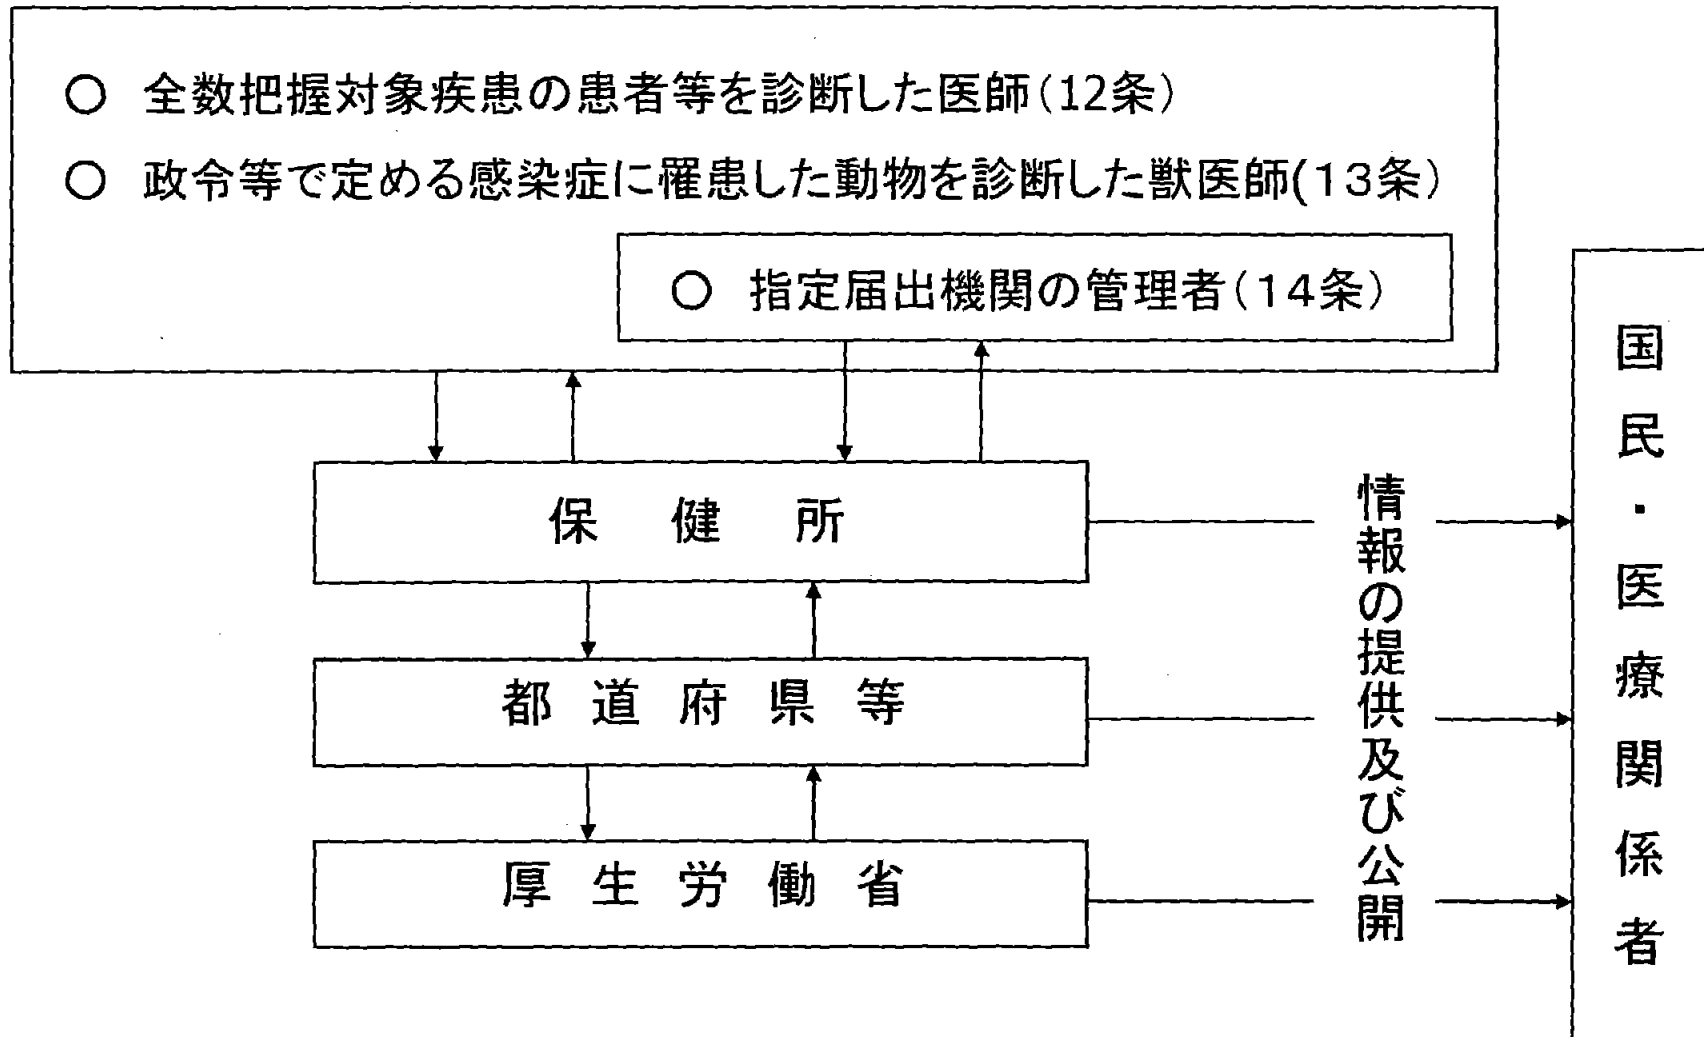 ○ 全数把握対象疾患の患者等を診断した医師(12条)
○ 政令等で定める感染症に罹患した動物を診断した獣医師(13条)
○ 指定届出機関の管理者(14条)
保健所
都道府県等
厚生労働省
情報の提供及び公開
国民・医療関係者